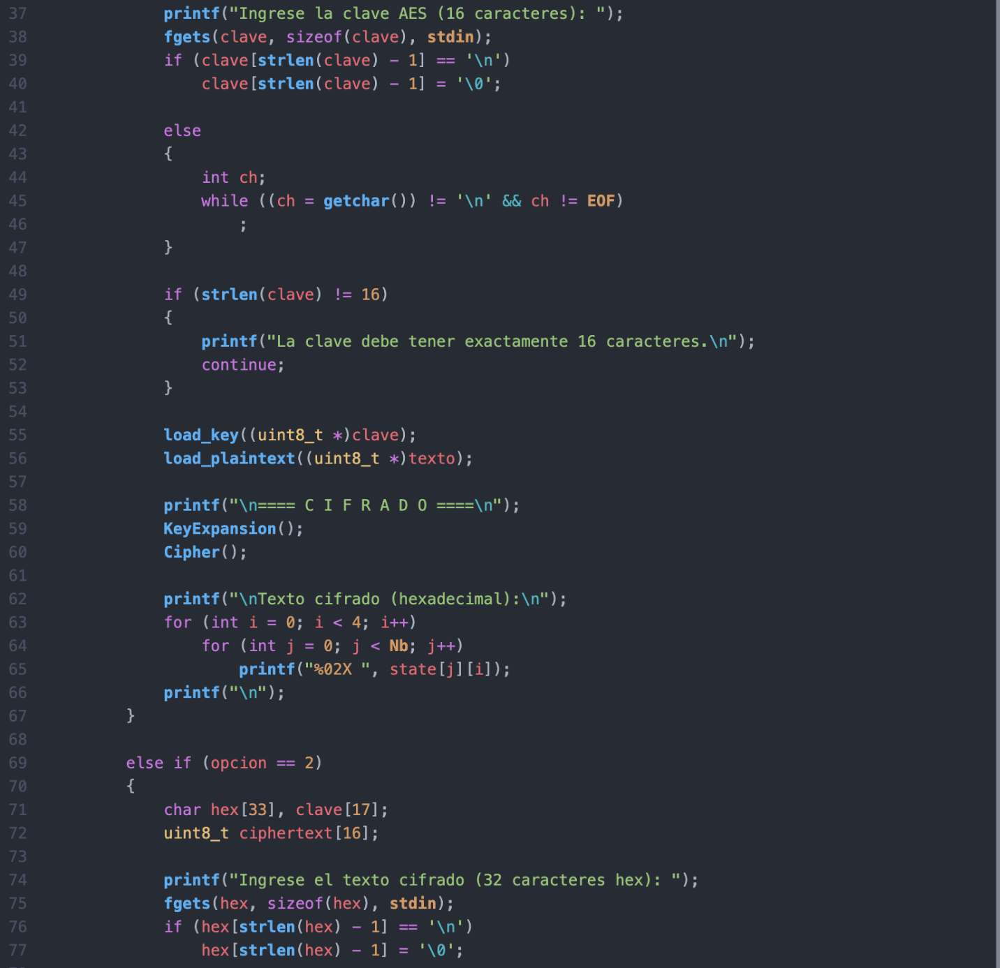 37 printf("Ingrese la clave AES (16 caracteres): ");
38 fgets(clave, sizeof(clave), stdin);
39 if (clave[strlen(clave) - 1] == '\n')
40 clave[strlen(clave) - 1] = '\0';
41
42 else
43 {
44 int ch;
45 while ((ch = getchar()) != '\n' && ch != EOF)
46 ;
47 }
48
49 if (strlen(clave) != 16)
50 {
51 printf("La clave debe tener exactamente 16 caracteres.\n");
52 continue;
53 }
54
55 load_key((uint8_t *)clave);
56 load_plaintext((uint8_t *)texto);
57
58 printf("\n==== C I F R A D O ====\n");
59 KeyExpansion();
60 Cipher();
61
62 printf("\nTexto cifrado (hexadecimal):\n");
63 for (int i = 0; i < 4; i++)
64 for (int j = 0; j < Nb; j++)
65 printf("%02X ", state[j][i]);
66 printf("\n");
67 }
68
69 else if (opcion == 2)
70 {
71 char hex[33], clave[17];
72 uint8_t ciphertext[16];
73
74 printf("Ingrese el texto cifrado (32 caracteres hex): ");
75 fgets(hex, sizeof(hex), stdin);
76 if (hex[strlen(hex) - 1] == '\n')
77 hex[strlen(hex) - 1] = '\0';